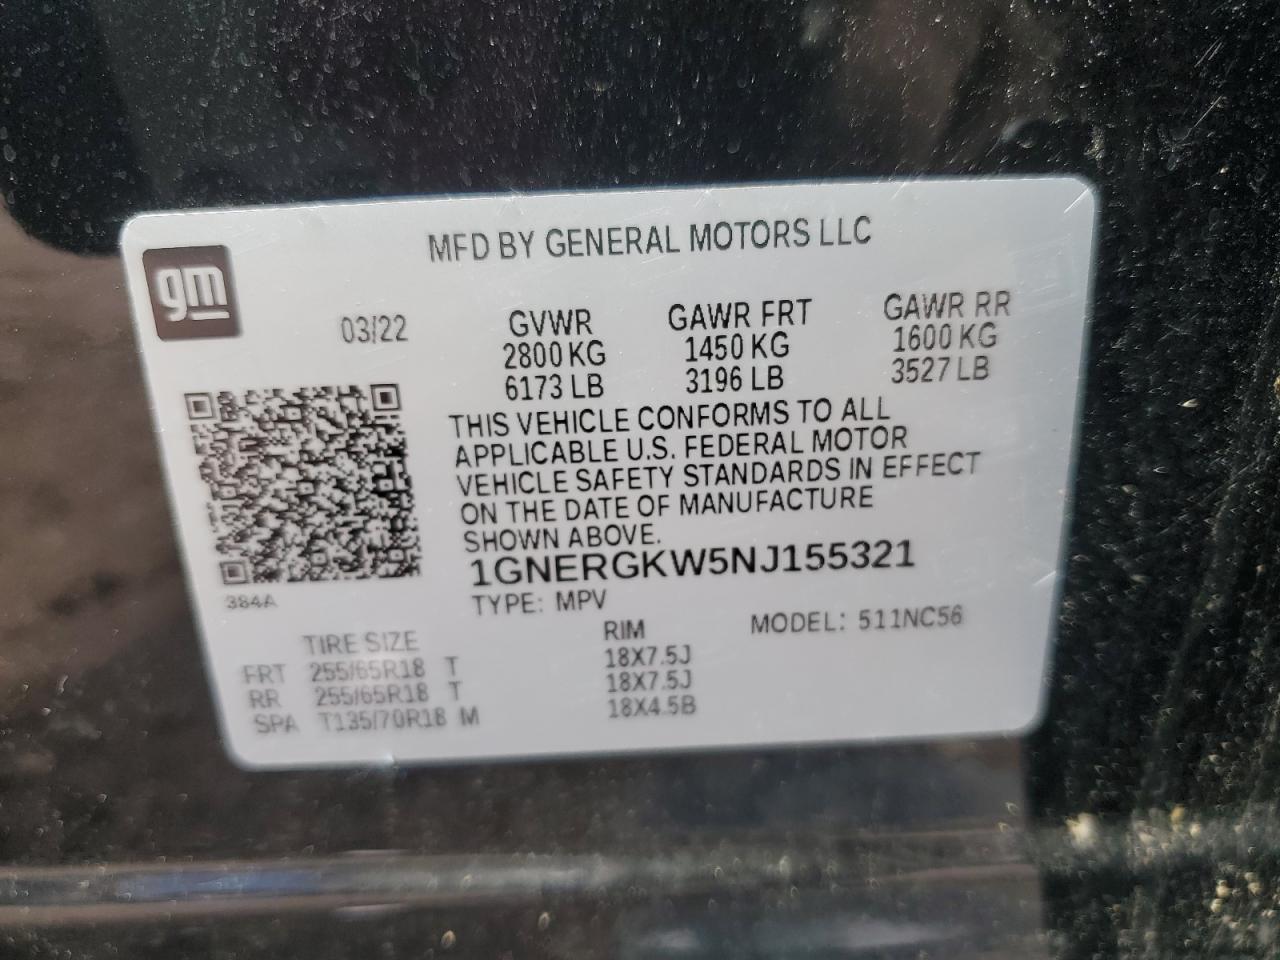 MFD BY GENERAL MOTORS LLC
gm
03/22
GVWR GAWR FRT GAWR RR
2800 KG 1450 KG 1600 KG
6173 LB 3196 LB 3527 LB
THIS VEHICLE CONFORMS TO ALL
APPLICABLE U.S. FEDERAL MOTOR
VEHICLE SAFETY STANDARDS IN EFFECT
ON THE DATE OF MANUFACTURE
SHOWN ABOVE.
1GNERGKW5NJ155321
384A
TYPE: MPV
MODEL: 511NC56
TIRE SIZE RIM
FRT 255/65R18 T 18X7.5J
RR 255/65R18 T 18X7.5J
SPA T135/70R18 M 18X4.5B